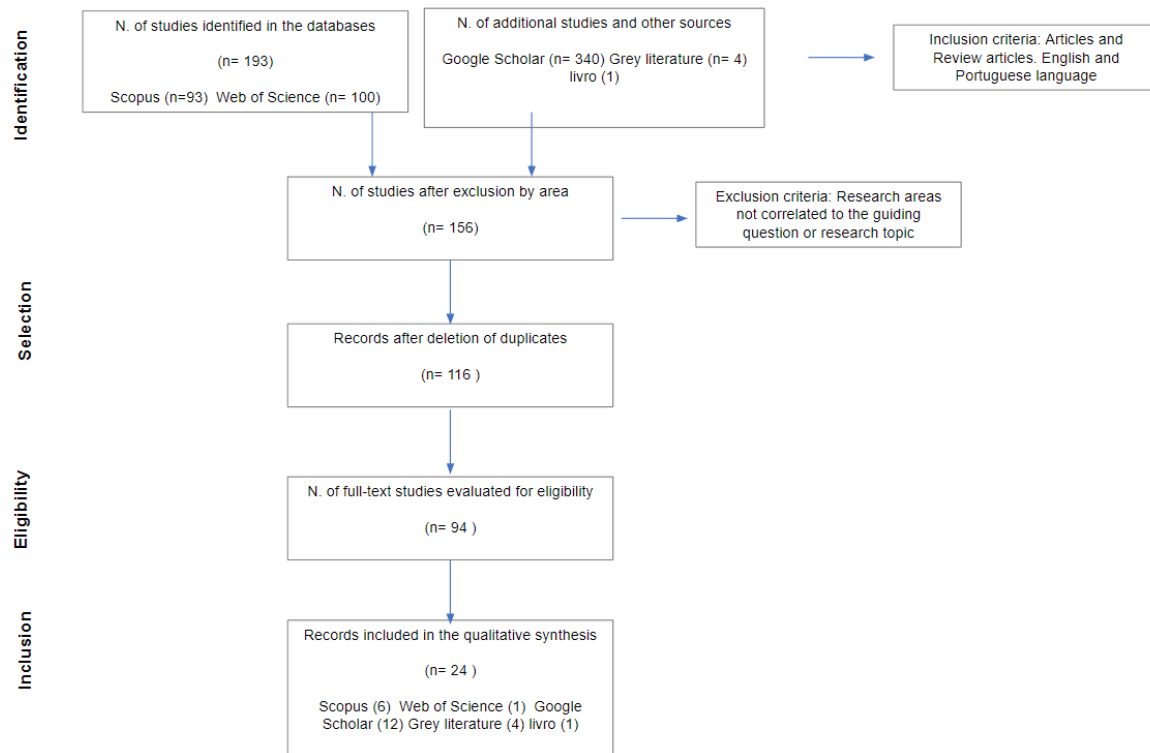 Identification
N. of studies identified in the databases
(n= 193)
Scopus (n=93)  Web of Science (n= 100)
N. of additional studies and other sources
Google Scholar (n= 340) Grey literature (n= 4)
livro (1)
Inclusion criteria: Articles and
Review articles. English and
Portuguese language
N. of studies after exclusion by area
(n= 156)
Exclusion criteria: Research areas
not correlated to the guiding
question or research topic
Selection
Records after deletion of duplicates
(n= 116 )
Eligibility
N. of full-text studies evaluated for eligibility
(n= 94 )
Inclusion
Records included in the qualitative synthesis
(n= 24 )
Scopus (6)  Web of Science (1)  Google
Scholar (12) Grey literature (4) livro (1)